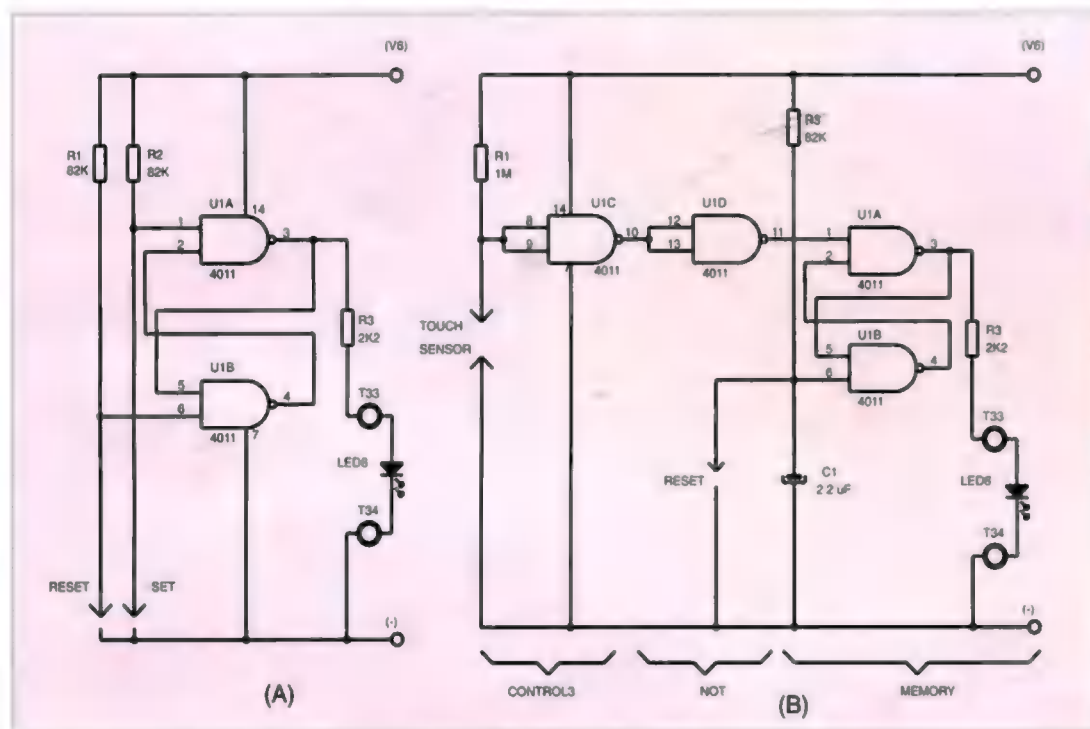 (V6)
R1
82K
R2
82K
U1A
14
1
2
3
4011
R3
2K2
U1B
5
6
4
4011
7
T33
LED6
T34
RESET
SET
(-)
(A)
(V6)
R1
1M
TOUCH
SENSOR
U1C
14
8
9
10
7
4011
U1D
12
13
11
4011
82K
U1A
1
2
3
4011
U1B
5
6
4
4011
R3
2K2
RESET
C1
2.2 uF
T33
LED6
T34
(-)
CONTROL3
NOT
MEMORY
(B)